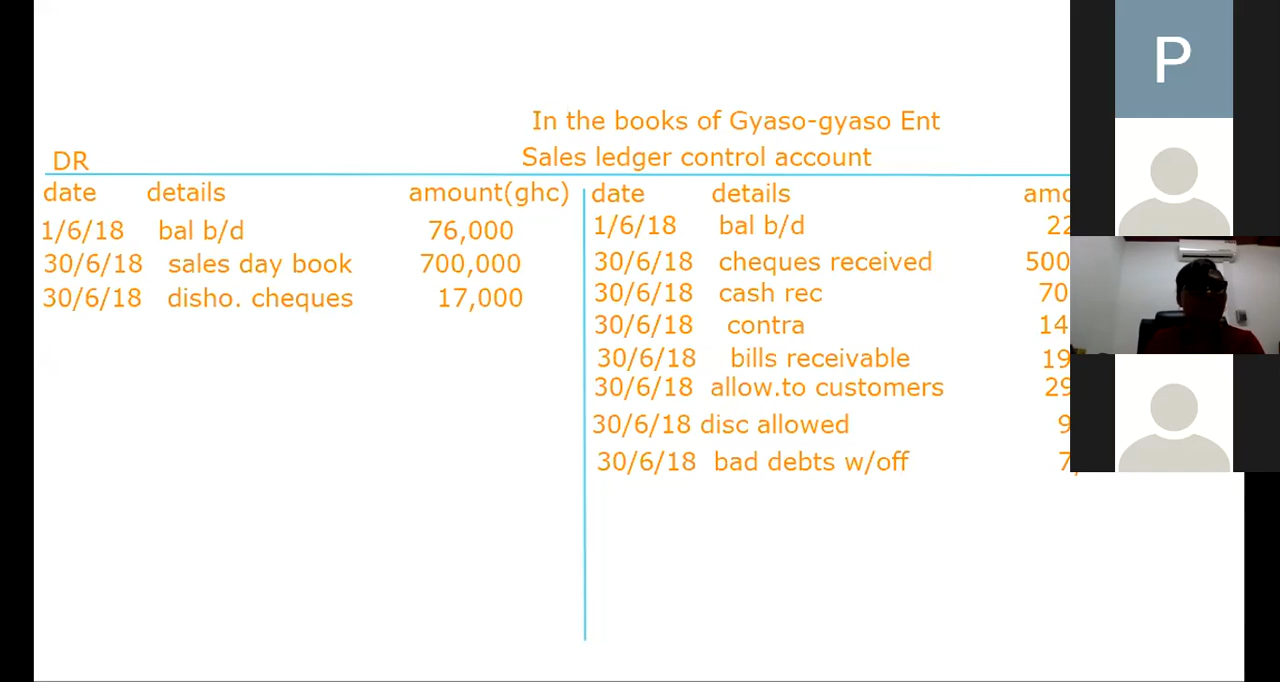 P
In the books of Gyaso-gyaso Ent
DR Sales ledger control account
date details amount(ghc) date details
1/6/18 bal b/d 76,000 1/6/18 bal b/d
30/6/18 sales day book 700,000 30/6/18 cheques received
30/6/18 disho. cheques 17,000 30/6/18 cash rec
30/6/18 contra
30/6/18 bills receivable
30/6/18 allow.to customers
30/6/18 disc allowed
30/6/18 bad debts w/off